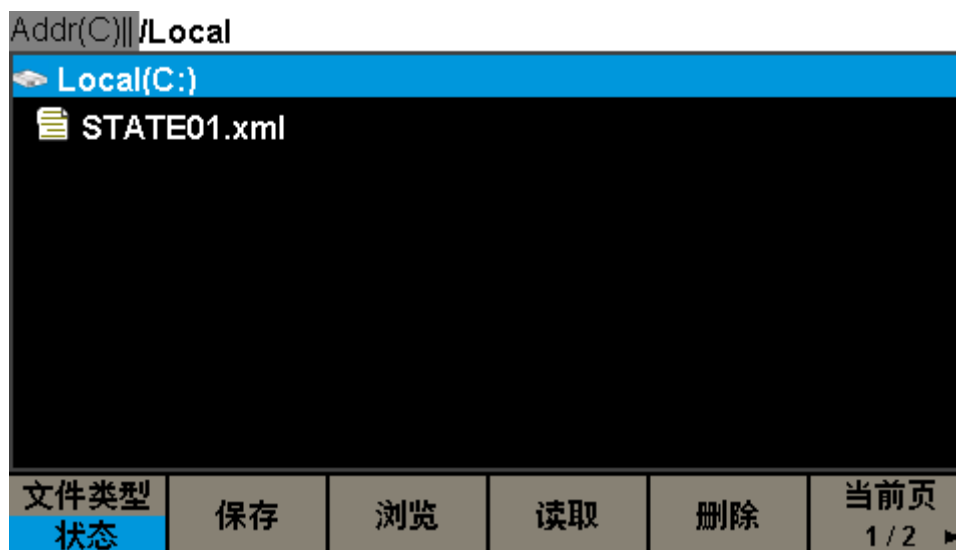 Addr(C)|| /Local
Local(C:)
STATE01.xml
文件类型
状态
保存
浏览
读取
删除
当前页
1 / 2